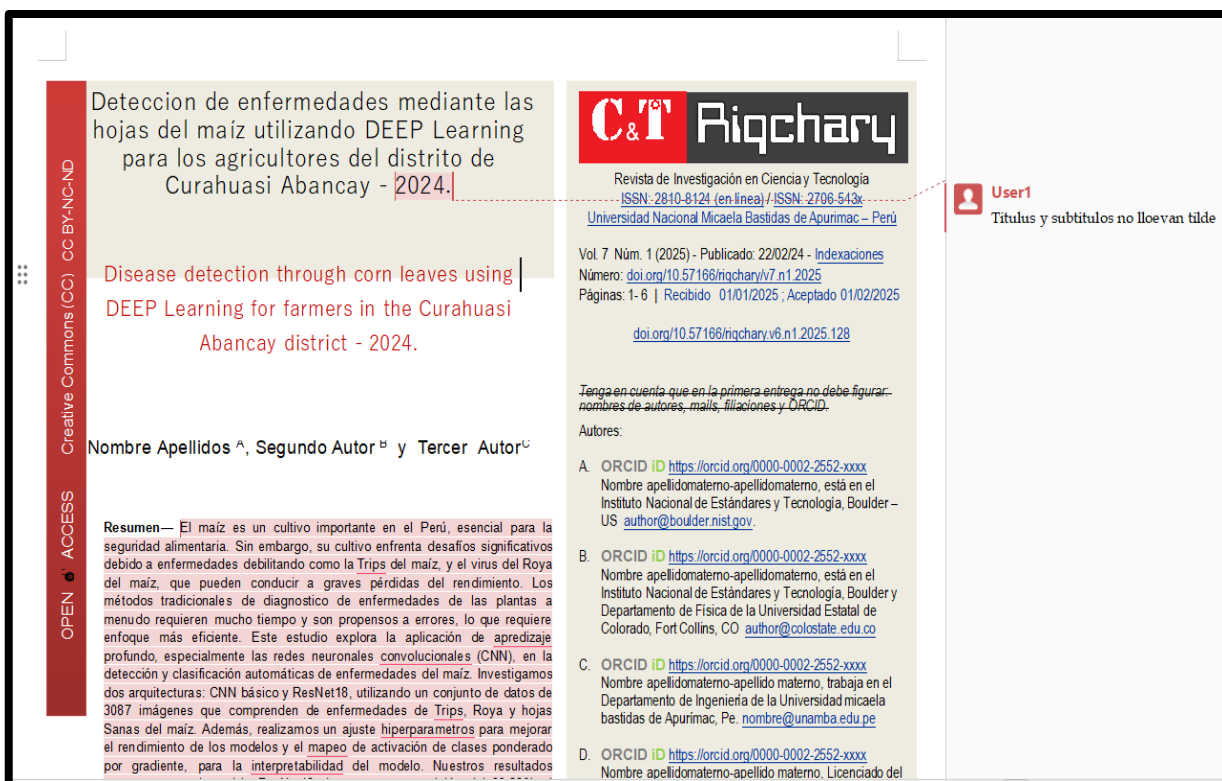 Deteccion de enfermedades mediante las
hojas del maíz utilizando DEEP Learning
para los agricultores del distrito de
Curahuasi Abancay - 2024.
Disease detection through corn leaves using
DEEP Learning for farmers in the Curahuasi
Abancay district - 2024.
Nombre Apellidos A, Segundo Autor B y Tercer Autor C
Resumen— El maíz es un cultivo importante en el Perú, esencial para la
seguridad alimentaria. Sin embargo, su cultivo enfrenta desafíos significativos
debido a enfermedades debilitando como la Trips del maíz, y el virus del Roya
del maíz, que pueden conducir a graves pérdidas del rendimiento. Los
métodos tradicionales de diagnostico de enfermedades de las plantas a
menudo requieren mucho tiempo y son propensos a errores, lo que requiere
enfoque más eficiente. Este estudio explora la aplicación de apredizaje
profundo, especialmente las redes neuronales convolucionales (CNN), en la
detección y clasificación automáticas de enfermedades del maíz. Investigamos
dos arquitecturas: CNN básico y ResNet18, utilizando un conjunto de datos de
3087 imágenes que comprenden de enfermedades de Trips, Roya y hojas
Sanas del maíz. Además, realizamos un ajuste hiperparametros para mejorar
el rendimiento de los modelos y el mapeo de activación de clases ponderado
por gradiente, para la interpretabilidad del modelo. Nuestros resultados
OPEN ACCESS Creative Commons (CC) CC BY-NC-ND
C&T Riqchary
Revista de Investigación en Ciencia y Tecnología
ISSN: 2810-8124 (en línea) / ISSN: 2706-543x
Universidad Nacional Micaela Bastidas de Apurimac – Perú
Vol. 7 Núm. 1 (2025) - Publicado: 22/02/24 - Indexaciones
Número: doi.org/10.57166/riqchary/v7.n1.2025
Páginas: 1- 6 | Recibido 01/01/2025 ; Aceptado 01/02/2025
doi.org/10.57166/riqchary.v6.n1.2025.128
Tenga en cuenta que en la primera entrega no debe figurar:
nombres de autores, mails, filiaciones y ORCID.
Autores:
A. ORCID iD https://orcid.org/0000-0002-2552-xxxx
Nombre apellidomaterno-apellidomaterno, está en el
Instituto Nacional de Estándares y Tecnología, Boulder –
US author@boulder.nist.gov.
B. ORCID iD https://orcid.org/0000-0002-2552-xxxx
Nombre apellidomaterno-apellidomaterno, está en el
Instituto Nacional de Estándares y Tecnología, Boulder y
Departamento de Física de la Universidad Estatal de
Colorado, Fort Collins, CO author@colostate.edu.co
C. ORCID iD https://orcid.org/0000-0002-2552-xxxx
Nombre apellidomaterno-apellido materno, trabaja en el
Departamento de Ingeniería de la Universidad micaela
bastidas de Apurímac, Pe. nombre@unamba.edu.pe
D. ORCID iD https://orcid.org/0000-0002-2552-xxxx
Nombre apellidomaterno-apellido materno, Licenciado del
User1
Titulus y subtitulos no lloevan tilde